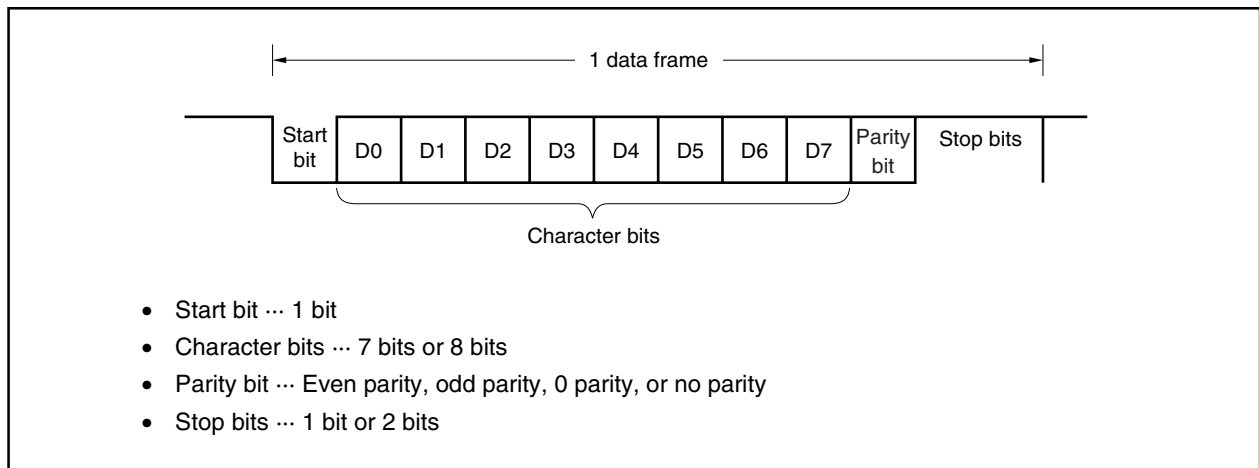 1 data frame
Start bit D0 D1 D2 D3 D4 D5 D6 D7 Parity bit Stop bits
Character bits
• Start bit ··· 1 bit
• Character bits ··· 7 bits or 8 bits
• Parity bit ··· Even parity, odd parity, 0 parity, or no parity
• Stop bits ··· 1 bit or 2 bits